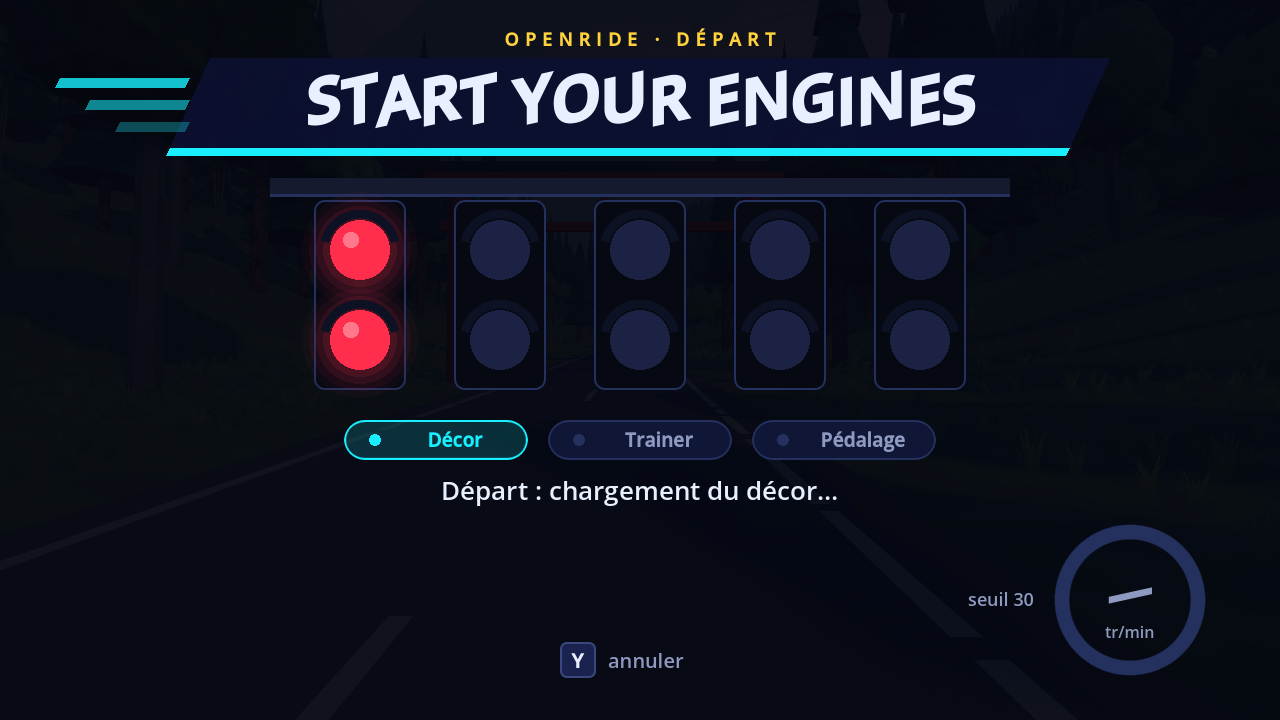 OPENRIDE · DÉPART
START YOUR ENGINES
Décor
Trainer
Pédalage
Départ : chargement du décor...
seuil 30
—
tr/min
Y annuler